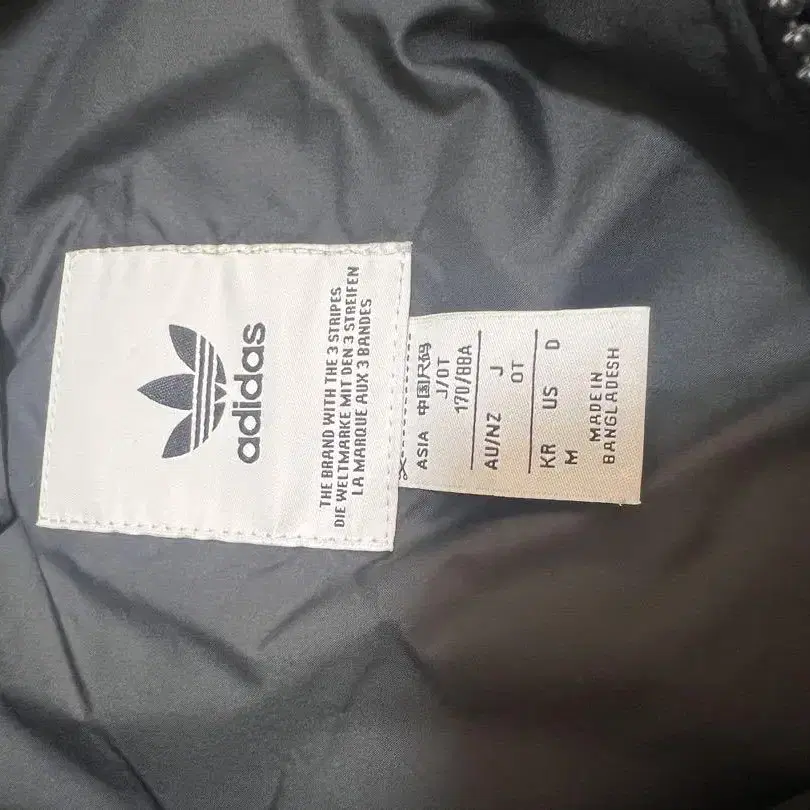 adidas
THE BRAND WITH THE 3 STRIPES
DIE WELTMARKE MIT DEN 3 STREIFEN
LA MARQUE AUX 3 BANDES
ASIA 中国尺码
J/OT
170/88A
AU/NZ J
OT
KR US D
M
MADE IN
BANGLADESH